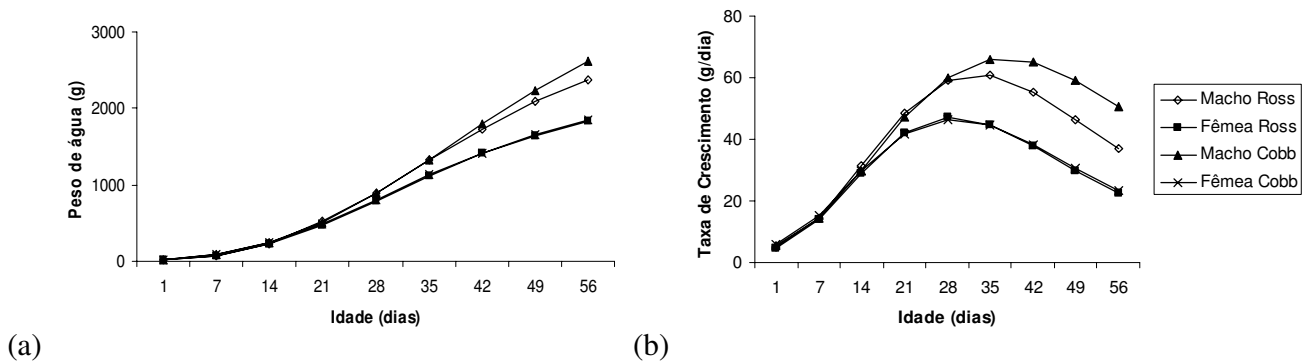 Peso de água (g)
3000
2000
1000
0
1 7 14 21 28 35 42 49 56
Idade (dias)
(a)
Taxa de Crescimento (g/dia)
80
60
40
20
0
1 7 14 21 28 35 42 49 56
Idade (dias)
(b)
Macho Ross
Fêmea Ross
Macho Cobb
Fêmea Cobb